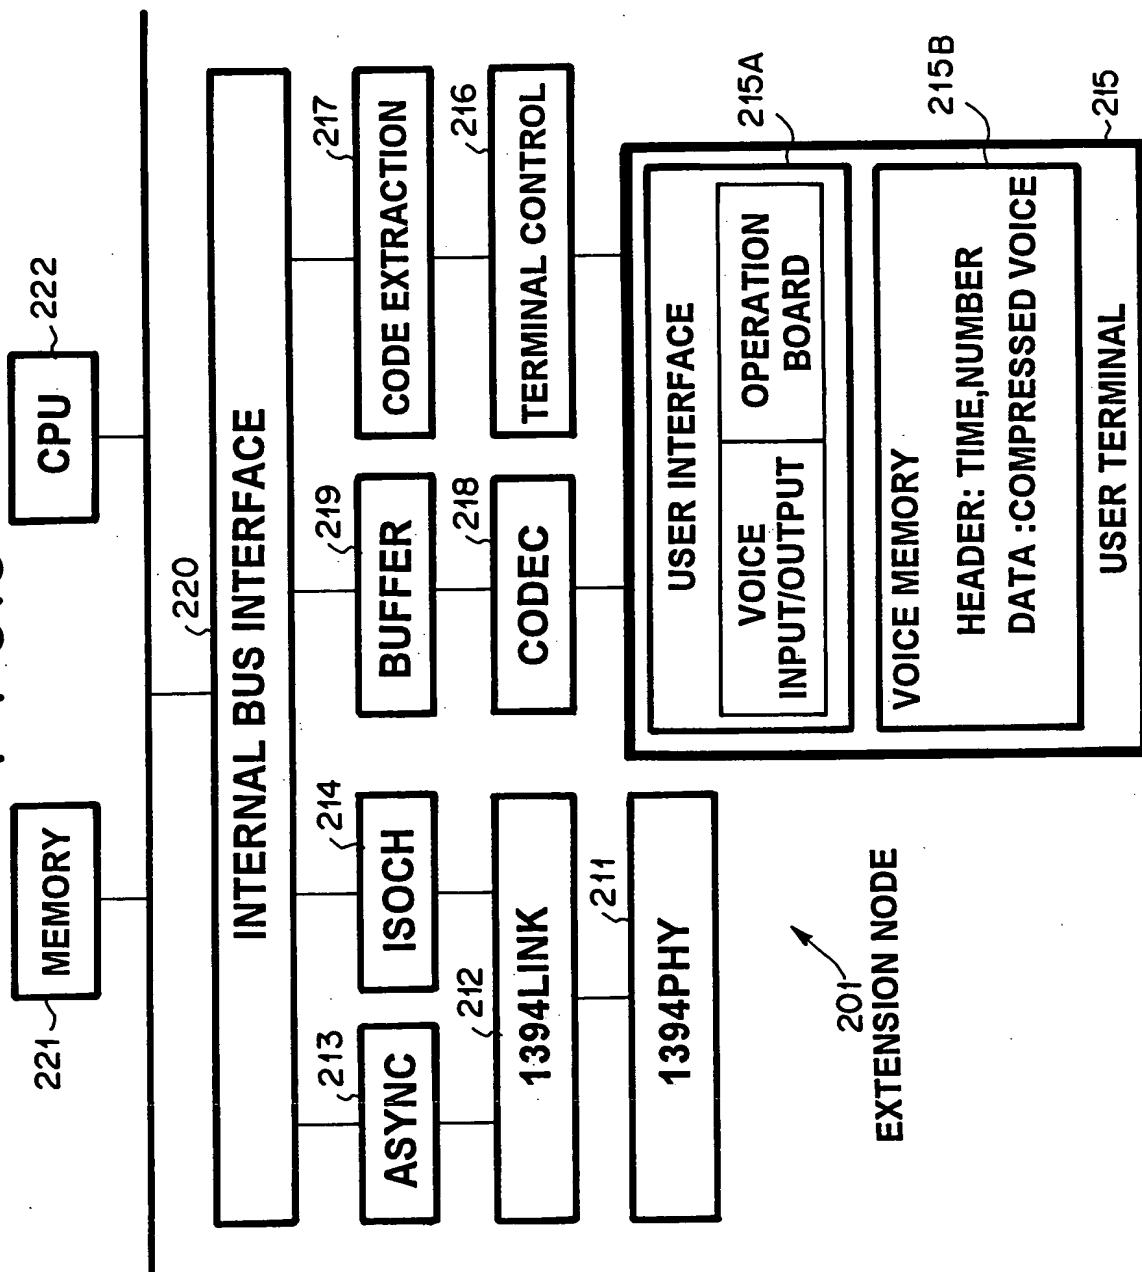 MEMORY
221
CPU
222
220
INTERNAL BUS INTERFACE
213
ASYNC
214
ISOCH
219
BUFFER
217
CODE EXTRACTION
212
1394LINK
218
CODEC
216
TERMINAL CONTROL
211
1394PHY
USER INTERFACE
VOICE
INPUT/OUTPUT
OPERATION
BOARD
215A
VOICE MEMORY
HEADER: TIME,NUMBER
DATA :COMPRESSED VOICE
215B
USER TERMINAL
215
201
EXTENSION NODE